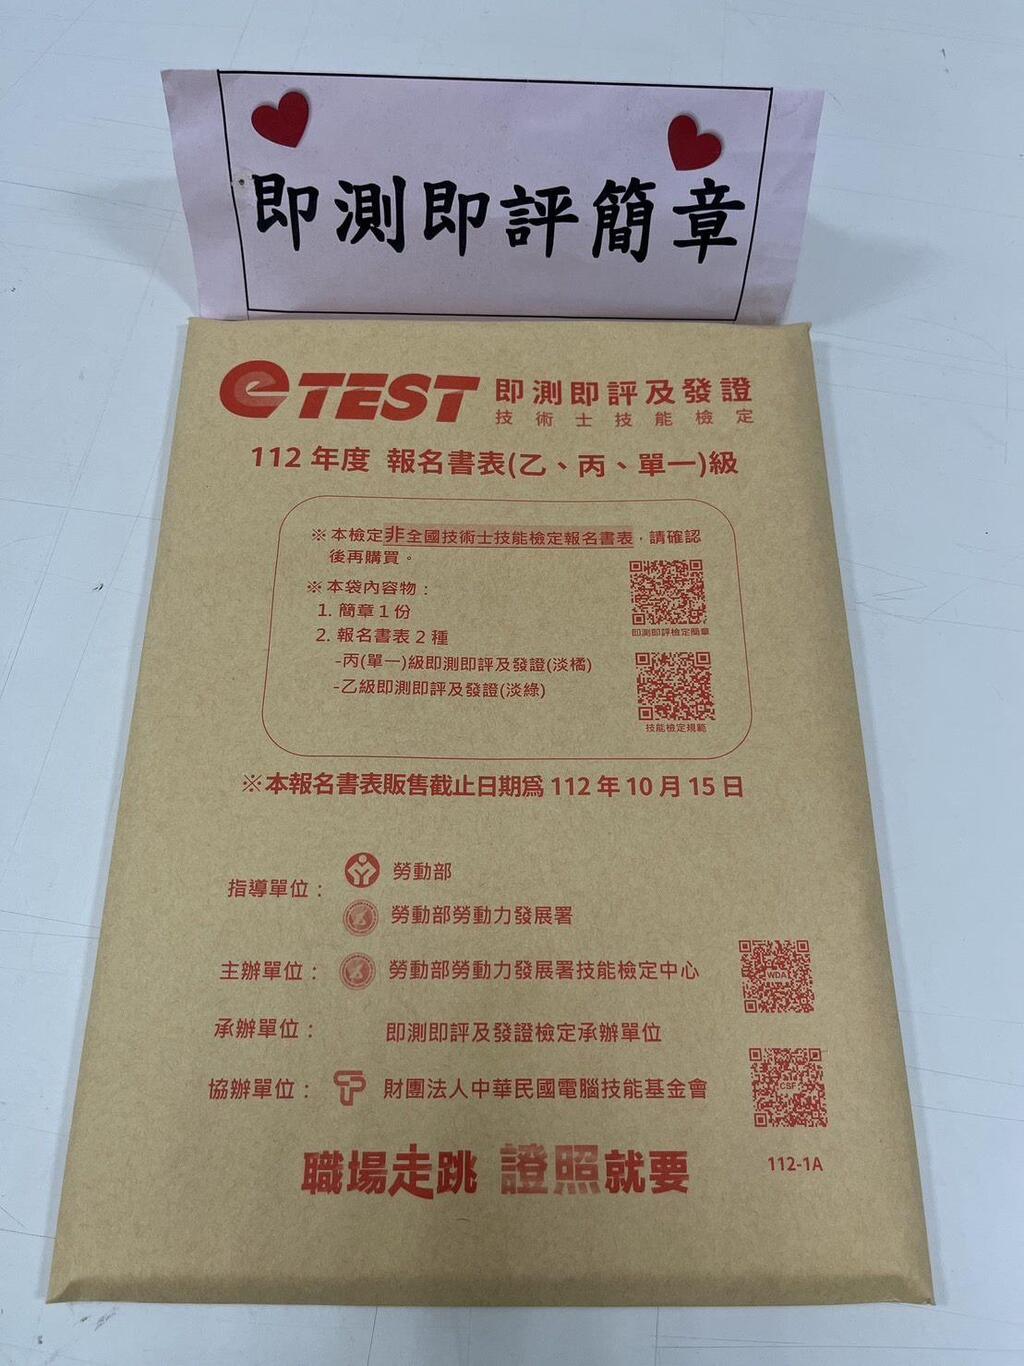 即測即評簡章
eTEST 即測即評及發證
技術士技能檢定
112 年度 報名書表(乙、丙、單一)級
※本檢定非全國技術士技能檢定報名書表，請確認
後再購買。
※本袋內容物：
1. 簡章 1 份
2. 報名書表 2 種
-丙(單一)級即測即評及發證(淡橘)
-乙級即測即評及發證(淡綠)
即測即評檢定簡章
技能檢定規範
※本報名書表販售截止日期為 112 年 10 月 15 日
指導單位：
勞動部
勞動部勞動力發展署
主辦單位： 勞動部勞動力發展署技能檢定中心
WDA
承辦單位： 即測即評及發證檢定承辦單位
協辦單位： 財團法人中華民國電腦技能基金會
CSF
職場走跳 證照就要
112-1A